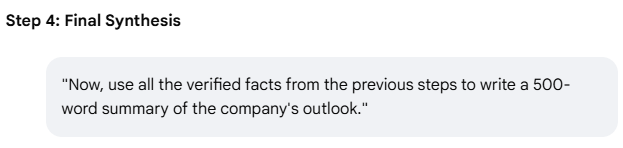 Step 4: Final Synthesis
"Now, use all the verified facts from the previous steps to write a 500-
word summary of the company's outlook."